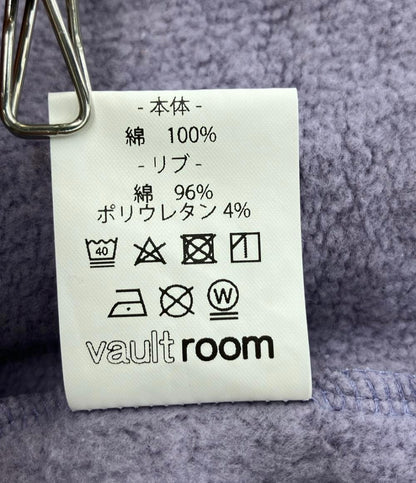 - 本体 -
綿 100%
- リブ -
綿 96%
ポリウレタン 4%
40
W
vault room